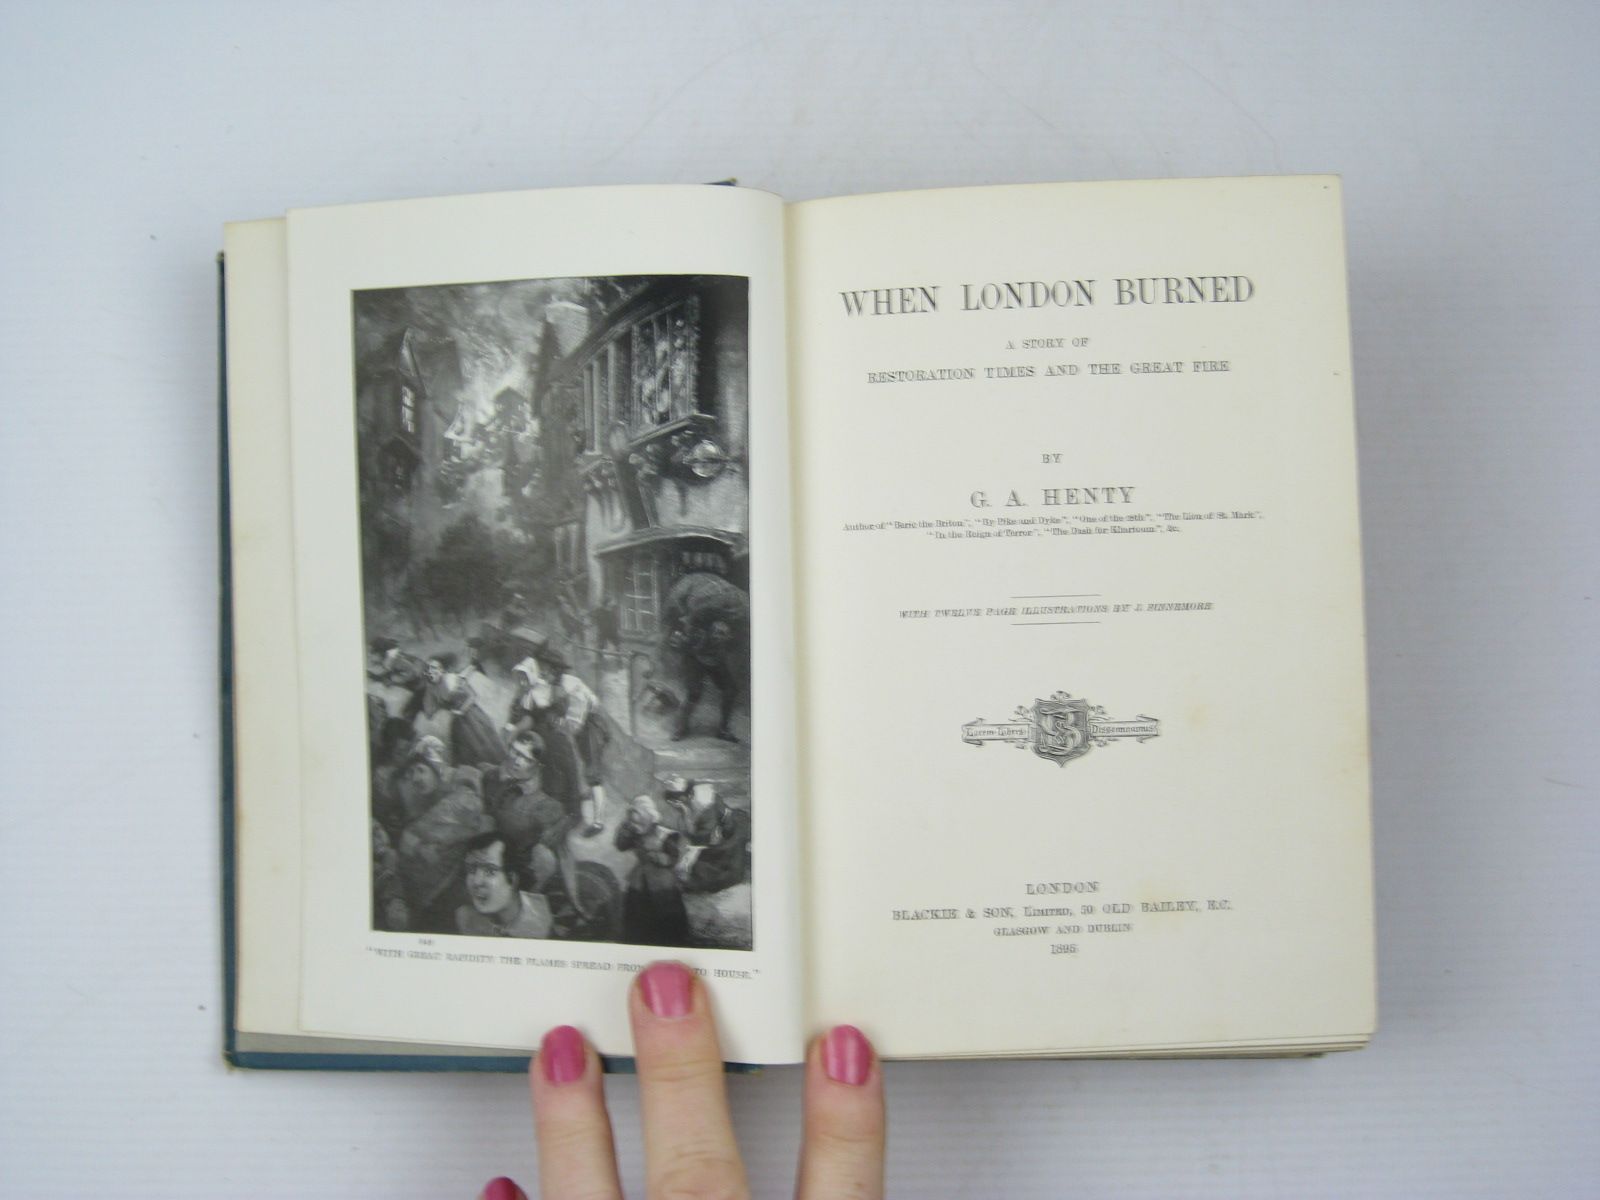 "WITH GREAT RAPIDITY THE FLAMES SPREAD FROM TO HOUSE."
WHEN LONDON BURNED
A STORY OF
RESTORATION TIMES AND THE GREAT FIRE
BY
G. A. HENTY
Author of "Beric the Briton", "By Pike and Dyke", "One of the 28th", "The Lion of St. Mark",
"In the Reign of Terror", "The Dash for Khartoum", &c.
WITH TWELVE PAGE ILLUSTRATIONS BY J. FINNEMORE
Lucem Libris Disseminamus
LONDON
BLACKIE & SON, LIMITED, 50 OLD BAILEY, E.C.
GLASGOW AND DUBLIN
1895